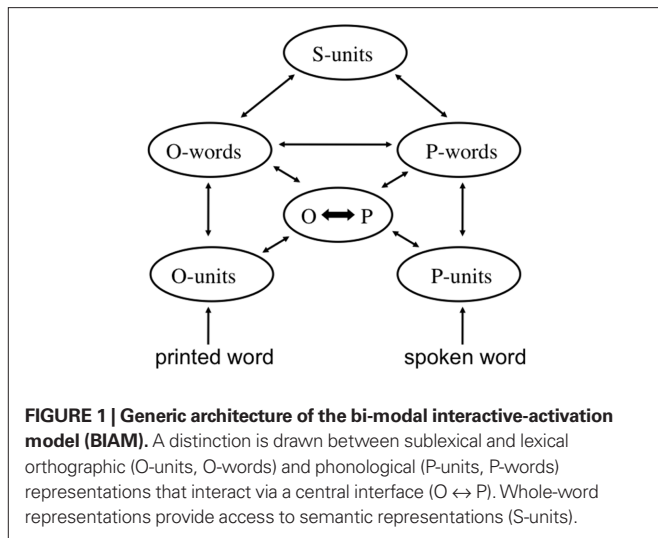 S-units
O-words P-words
O ↔ P
O-units P-units
printed word spoken word
FIGURE 1 | Generic architecture of the bi-modal interactive-activation
model (BIAM). A distinction is drawn between sublexical and lexical
orthographic (O-units, O-words) and phonological (P-units, P-words)
representations that interact via a central interface (O ↔ P). Whole-word
representations provide access to semantic representations (S-units).